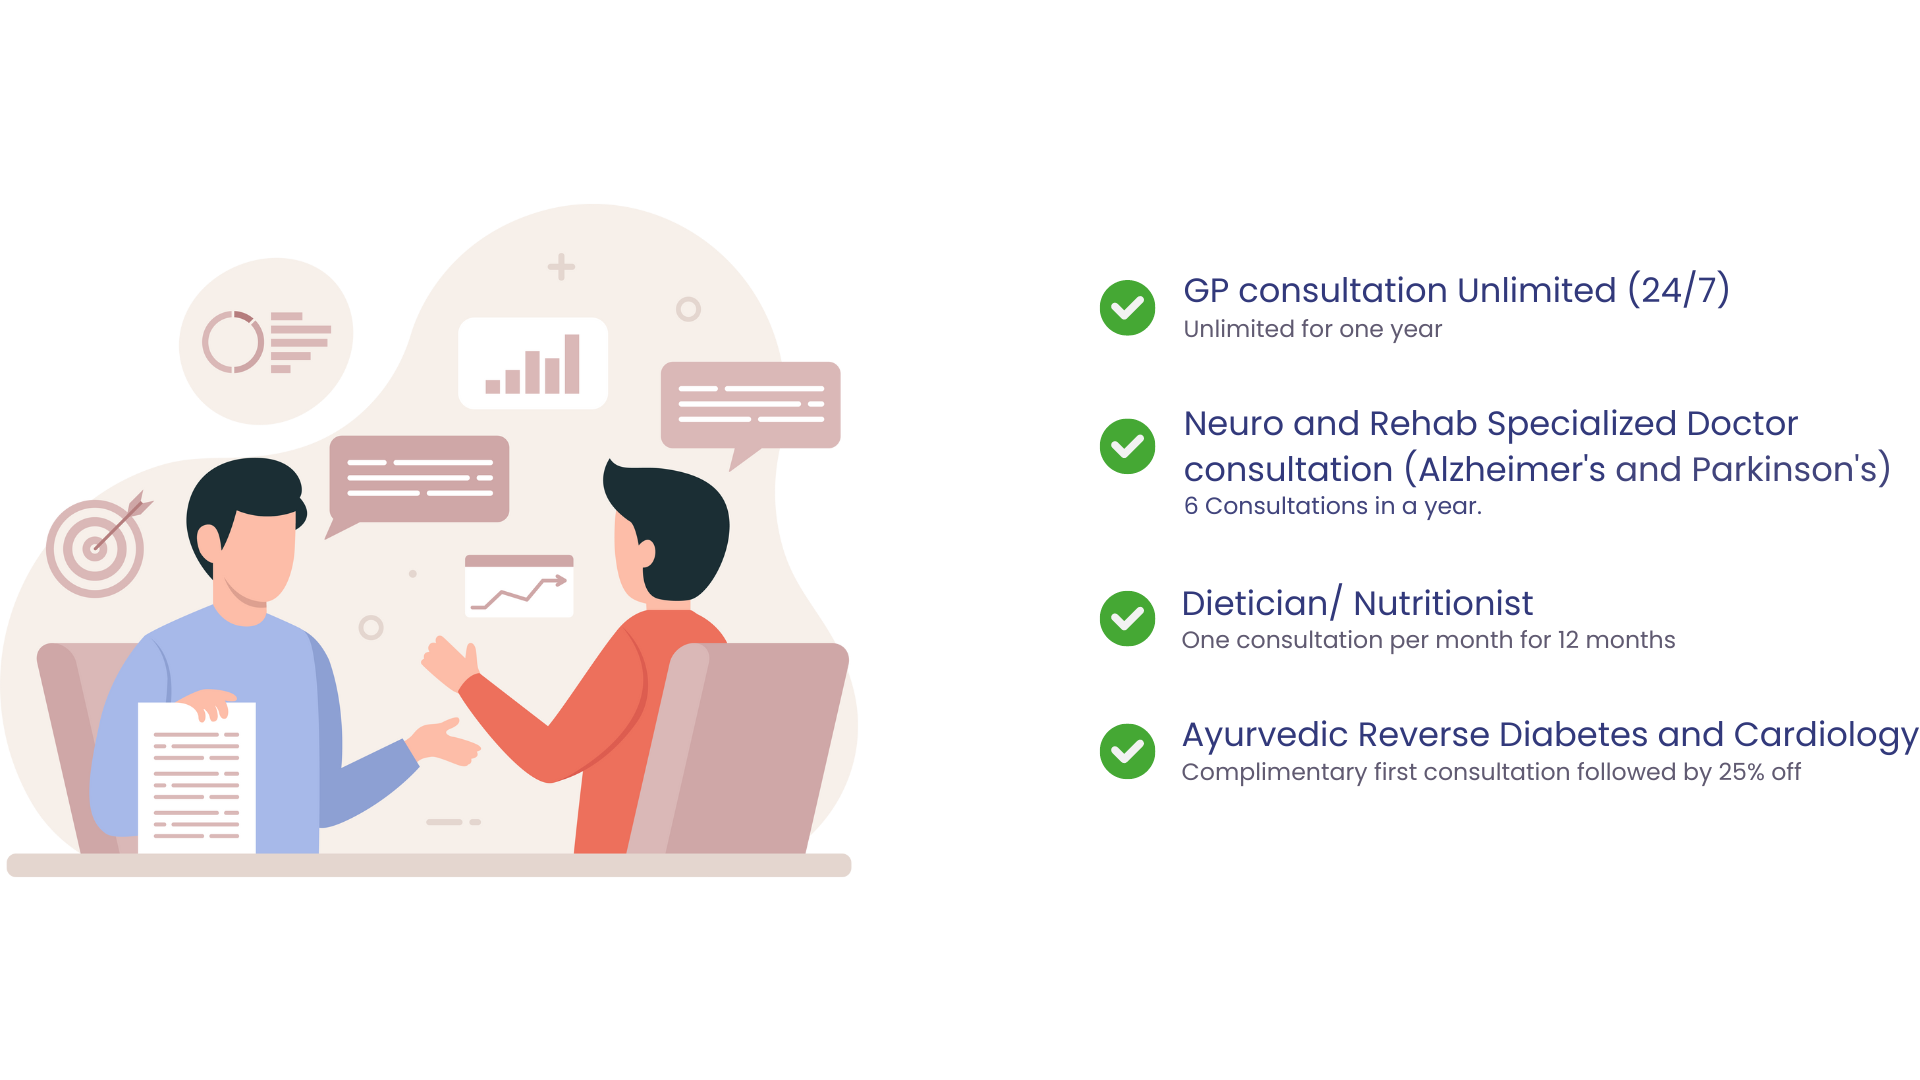 GP consultation Unlimited (24/7)
Unlimited for one year
Neuro and Rehab Specialized Doctor
consultation (Alzheimer's and Parkinson's)
6 Consultations in a year.
Dietician/ Nutritionist
One consultation per month for 12 months
Ayurvedic Reverse Diabetes and Cardiology
Complimentary first consultation followed by 25% off